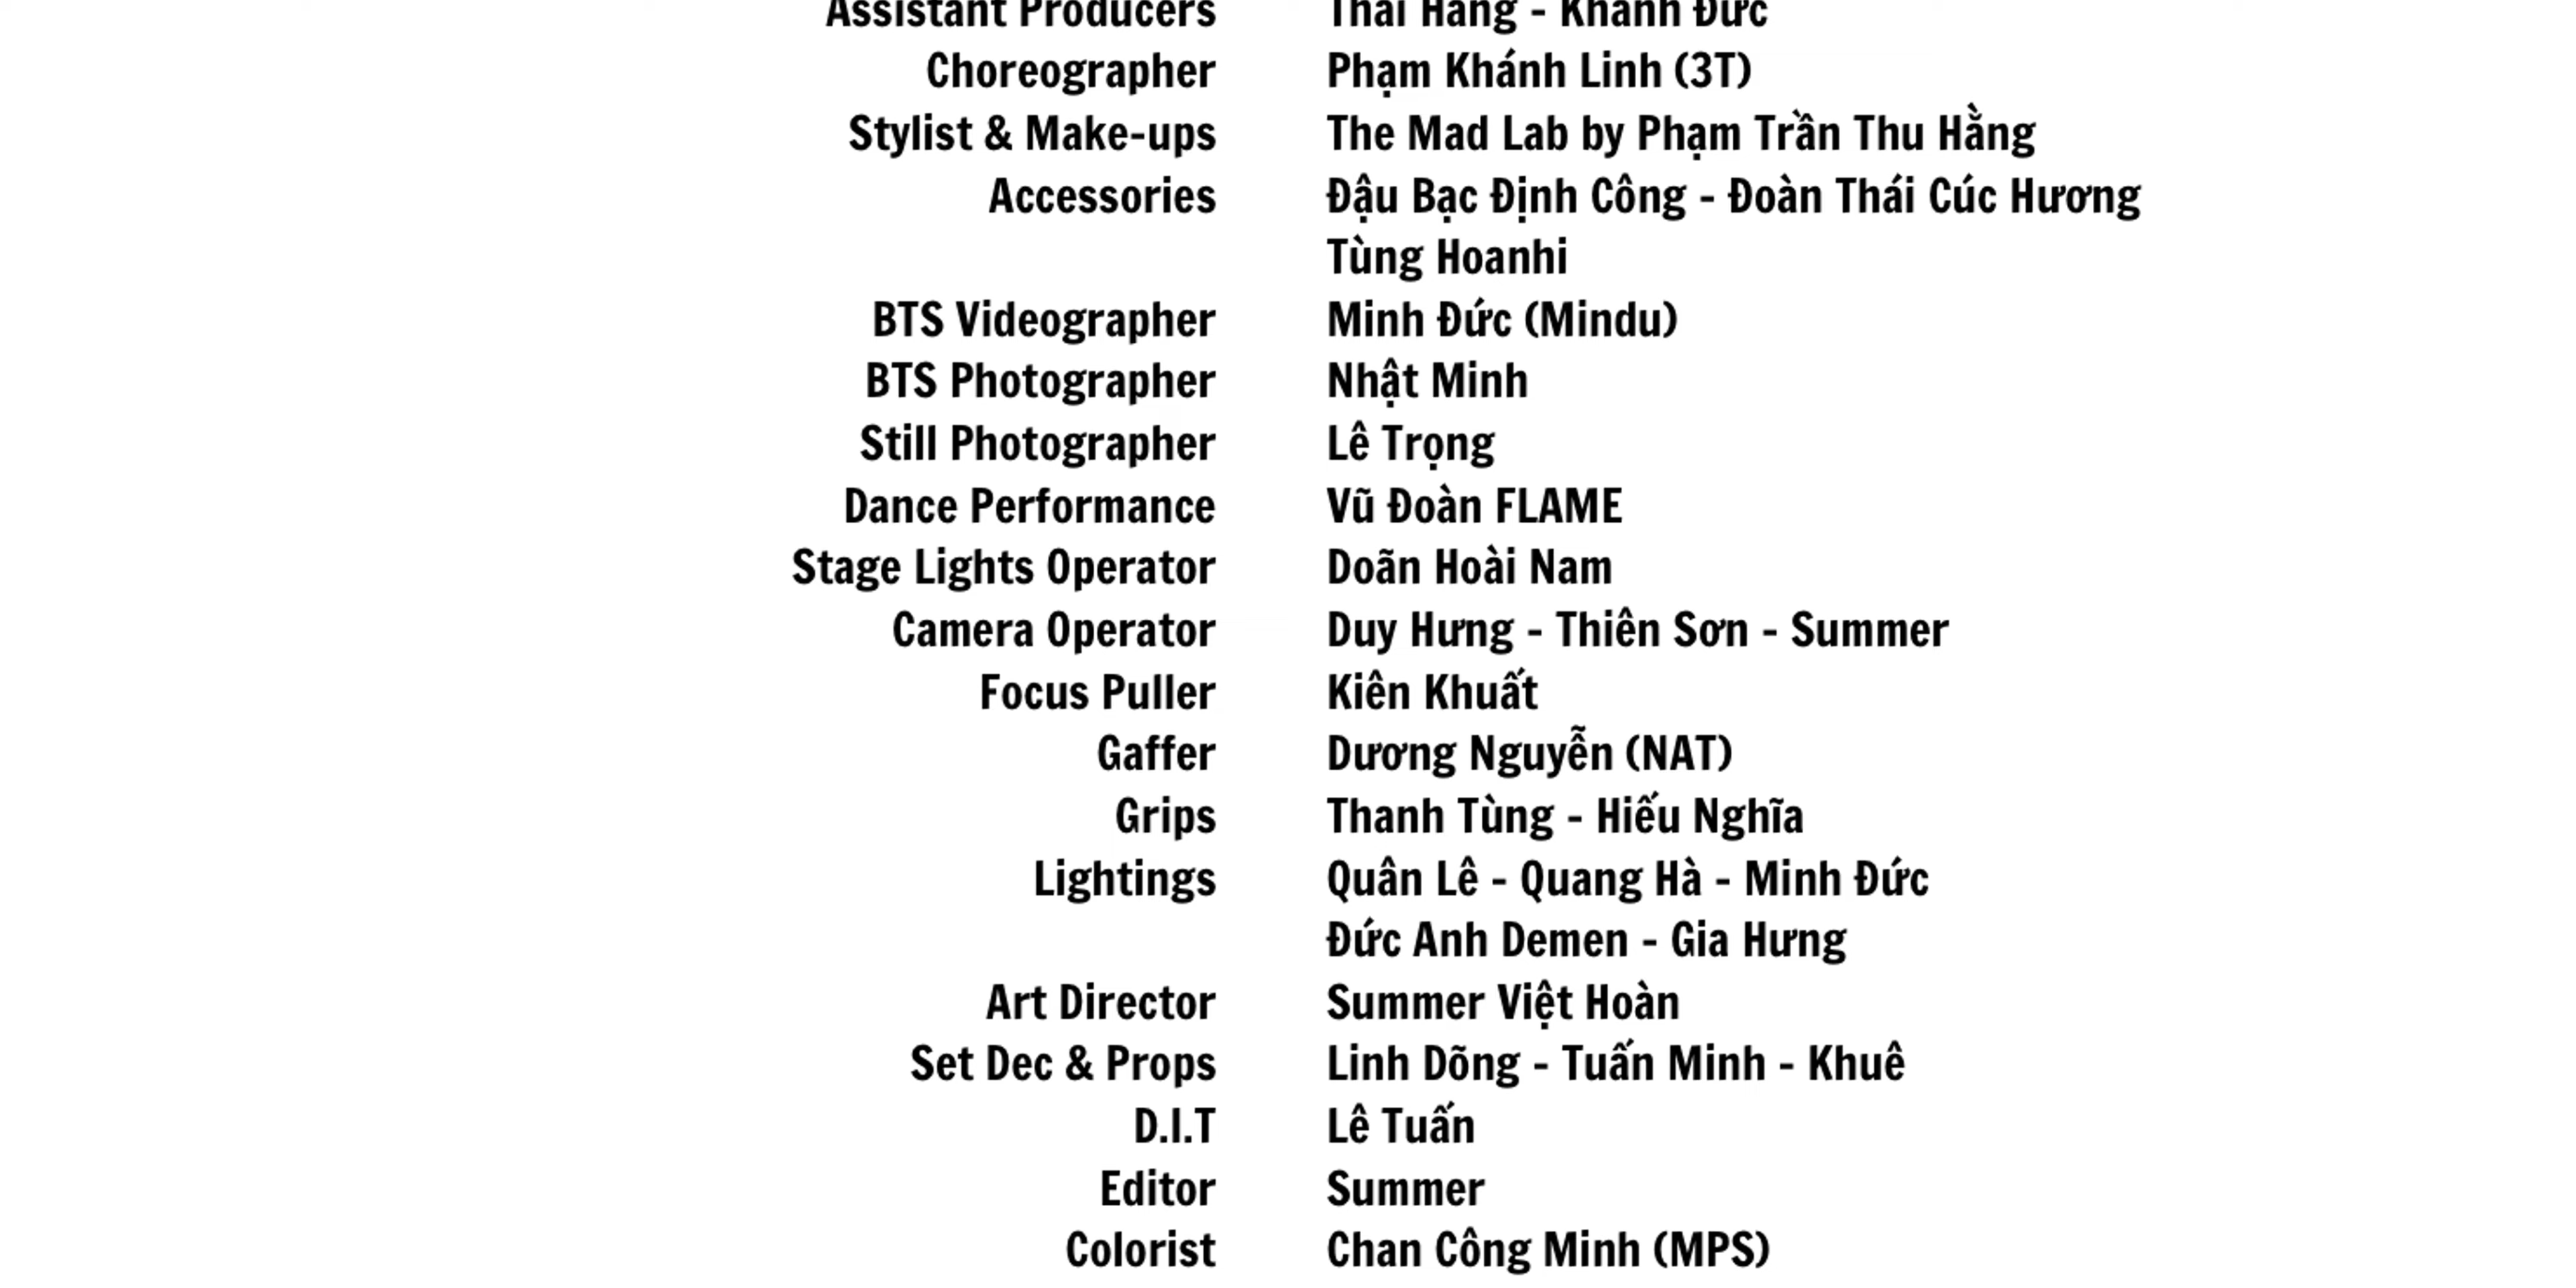 Assistant Producers Thái Hằng - Khánh Đức
Choreographer Phạm Khánh Linh (3T)
Stylist & Make-ups The Mad Lab by Phạm Trần Thu Hằng
Accessories Đậu Bạc Định Công - Đoàn Thái Cúc Hương
Tùng Hoanhi
BTS Videographer Minh Đức (Mindu)
BTS Photographer Nhật Minh
Still Photographer Lê Trọng
Dance Performance Vũ Đoàn FLAME
Stage Lights Operator Doãn Hoài Nam
Camera Operator Duy Hưng - Thiên Sơn - Summer
Focus Puller Kiên Khuất
Gaffer Dương Nguyễn (NAT)
Grips Thanh Tùng - Hiếu Nghĩa
Lightings Quân Lê - Quang Hà - Minh Đức
Đức Anh Demen - Gia Hưng
Art Director Summer Việt Hoàn
Set Dec & Props Linh Dõng - Tuấn Minh - Khuê
D.I.T Lê Tuấn
Editor Summer
Colorist Chan Công Minh (MPS)